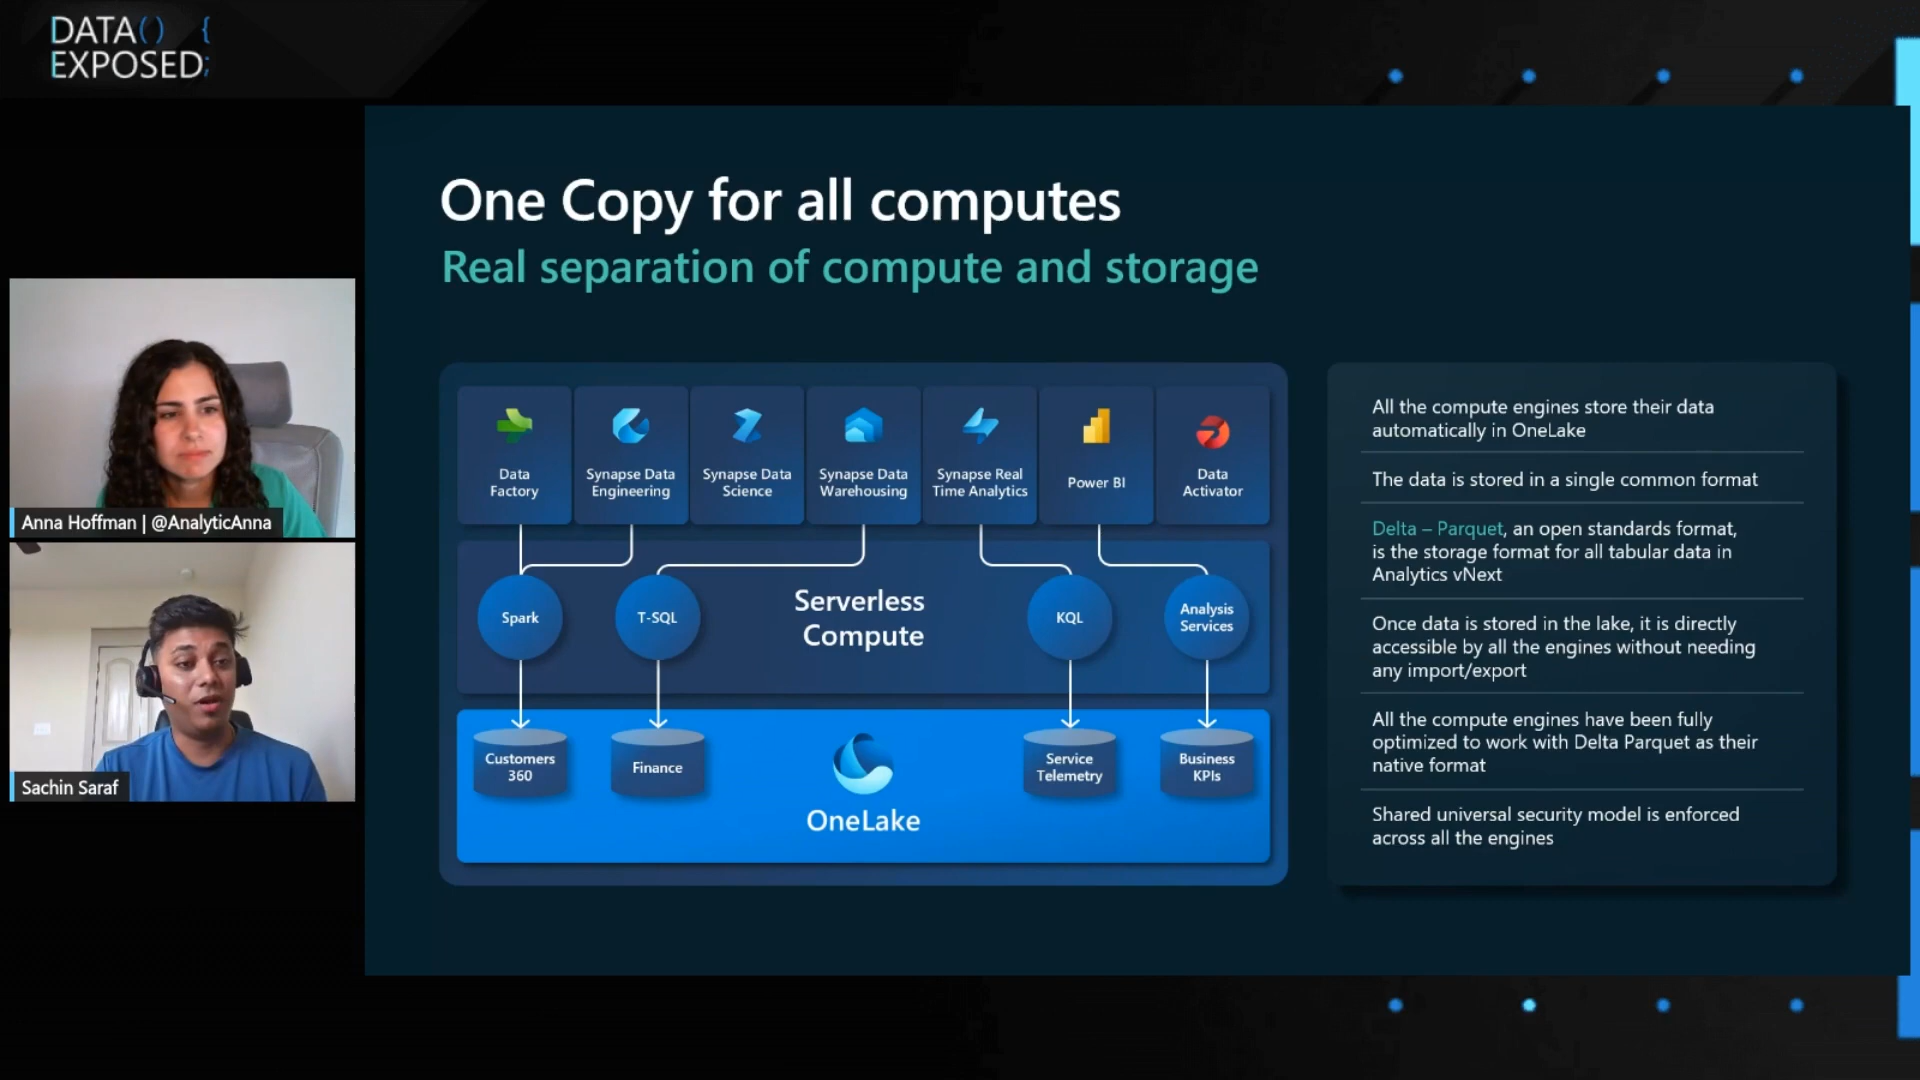 DATA() {
EXPOSED;
One Copy for all computes
Real separation of compute and storage
Data
Factory
Synapse Data
Engineering
Synapse Data
Science
Synapse Data
Warehousing
Synapse Real
Time Analytics
Power BI
Data
Activator
Spark
T-SQL
Serverless
Compute
KQL
Analysis
Services
Customers
360
Finance
OneLake
Service
Telemetry
Business
KPIs
All the compute engines store their data
automatically in OneLake
The data is stored in a single common format
Delta – Parquet, an open standards format,
is the storage format for all tabular data in
Analytics vNext
Once data is stored in the lake, it is directly
accessible by all the engines without needing
any import/export
All the compute engines have been fully
optimized to work with Delta Parquet as their
native format
Shared universal security model is enforced
across all the engines
Anna Hoffman | @AnalyticAnna
Sachin Saraf